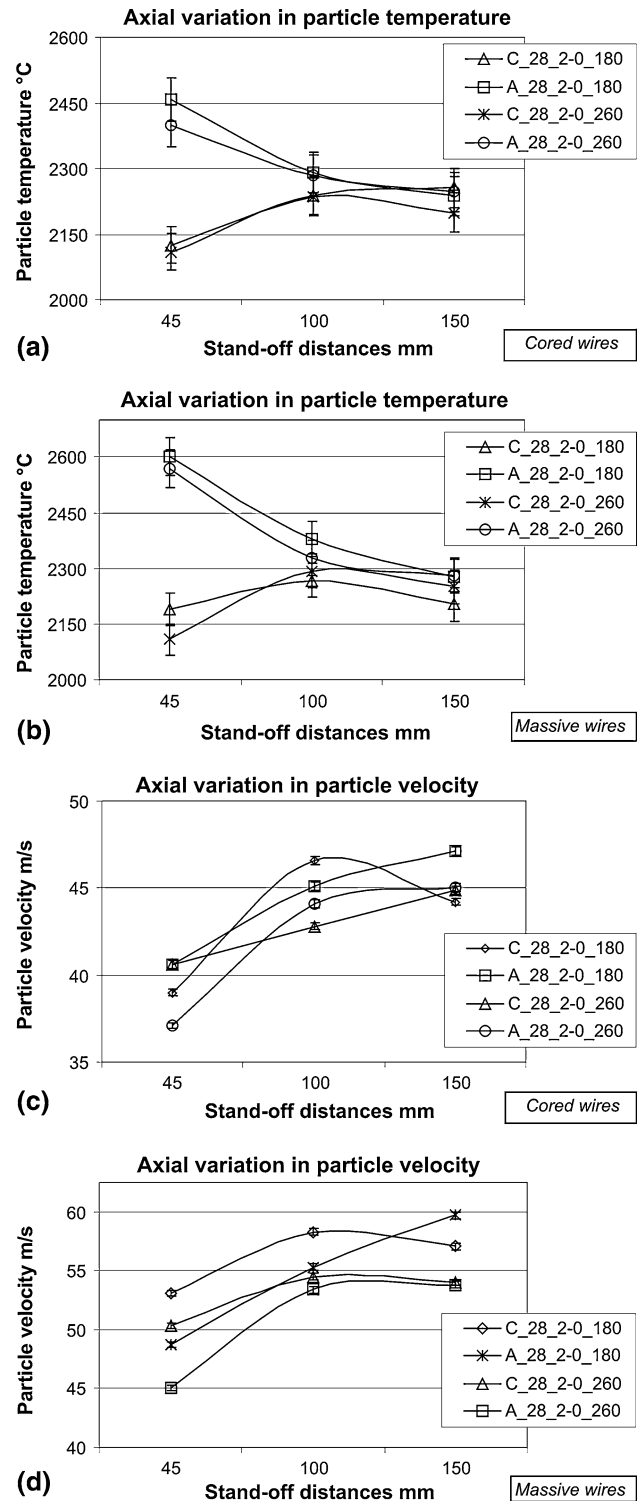 Axial variation in particle temperature
2600
2450
2300
2150
2000
Particle temperature °C
C_28_2-0_180
A_28_2-0_180
C_28_2-0_260
A_28_2-0_260
45
100
150
Stand-off distances mm
(a)
Cored wires
Axial variation in particle temperature
2600
2450
2300
2150
2000
Particle temperature °C
C_28_2-0_180
A_28_2-0_180
C_28_2-0_260
A_28_2-0_260
45
100
150
Stand-off distances mm
(b)
Massive wires
Axial variation in particle velocity
50
45
40
35
Particle velocity m/s
C_28_2-0_180
A_28_2-0_180
C_28_2-0_260
A_28_2-0_260
45
100
150
Stand-off distances mm
(c)
Cored wires
Axial variation in particle velocity
60
55
50
45
40
Particle velocity m/s
C_28_2-0_180
A_28_2-0_180
C_28_2-0_260
A_28_2-0_260
45
100
150
Stand-off distances mm
(d)
Massive wires